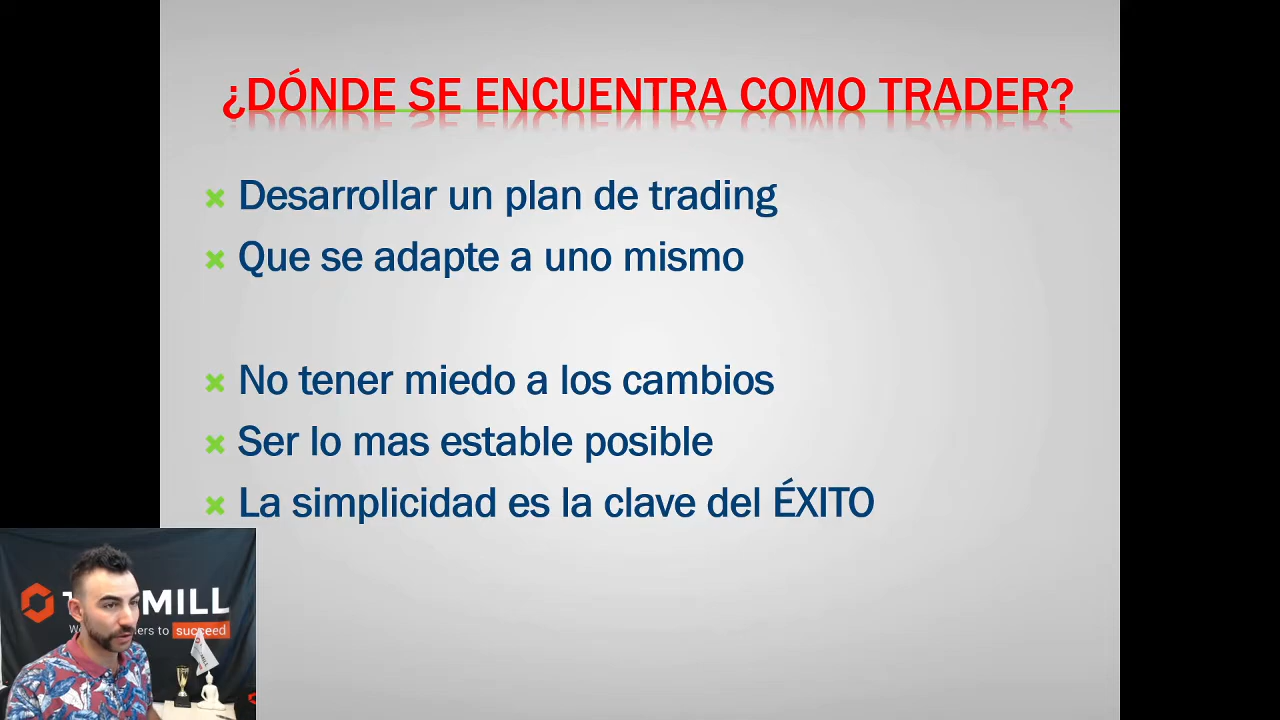 ¿DÓNDE SE ENCUENTRA COMO TRADER?
Desarrollar un plan de trading
Que se adapte a uno mismo
No tener miedo a los cambios
Ser lo mas estable posible
La simplicidad es la clave del ÉXITO
MILL
to succeed